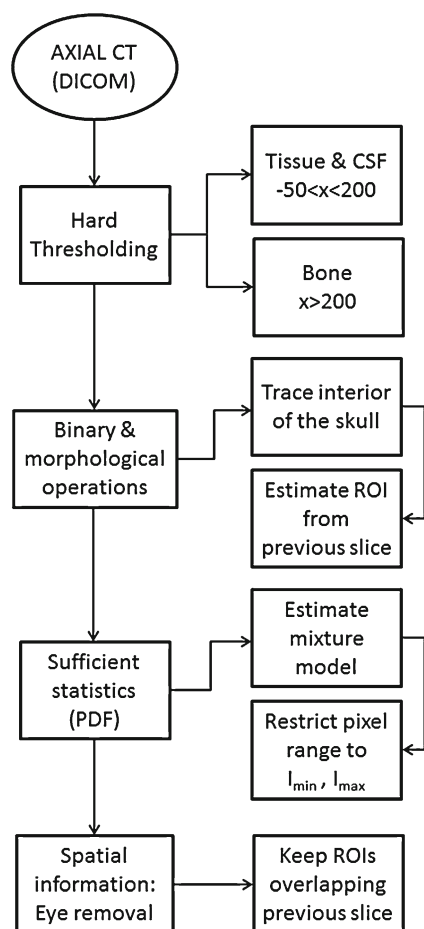 AXIAL CT
(DICOM)
Hard
Thresholding
Tissue & CSF
-50<x<200
Bone
x>200
Binary &
morphological
operations
Trace interior
of the skull
Estimate ROI
from
previous slice
Sufficient
statistics
(PDF)
Estimate
mixture
model
Restrict pixel
range to
Imin , Imax
Spatial
information:
Eye removal
Keep ROIs
overlapping
previous slice